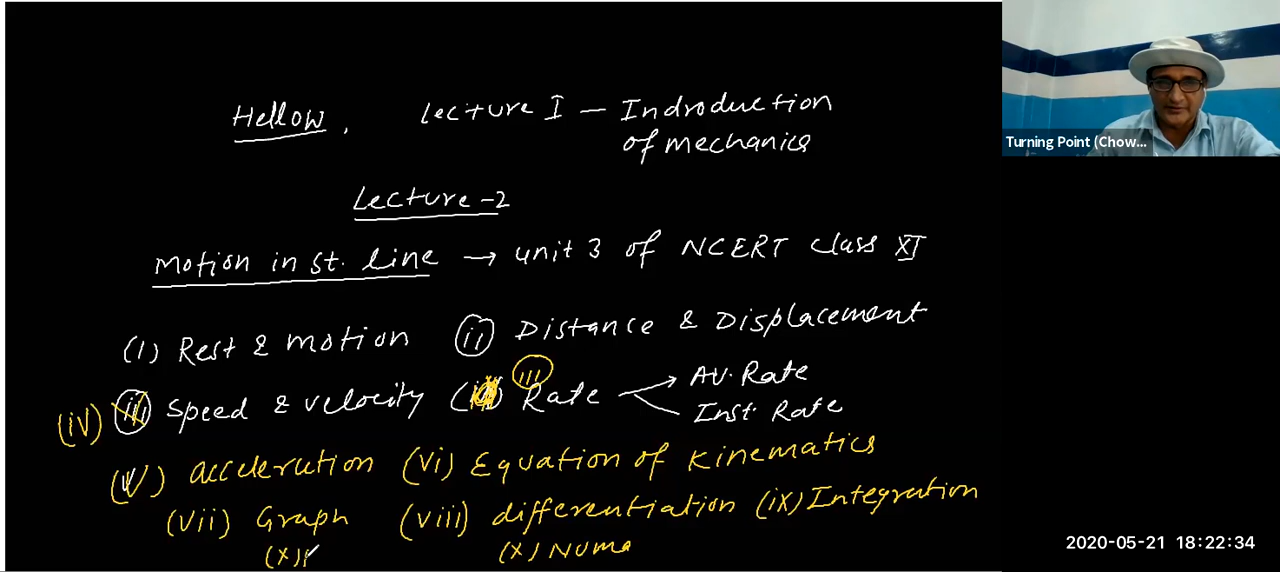 Hellow, Lecture I - Indroduction
of mechanics
Lecture-2
Motion in st. line → unit 3 of NCERT Class XI
(i) Rest & motion (ii) Distance & Displacement
(iv) (iii) Speed & velocity (iii) Rate Av. Rate
Inst. Rate
(V) acceleration (vi) Equation of kinematics
(vii) Graph (viii) differentiation (ix) Integration
(X) (X) Numa
Turning Point (Chow...
2020-05-21 18:22:34